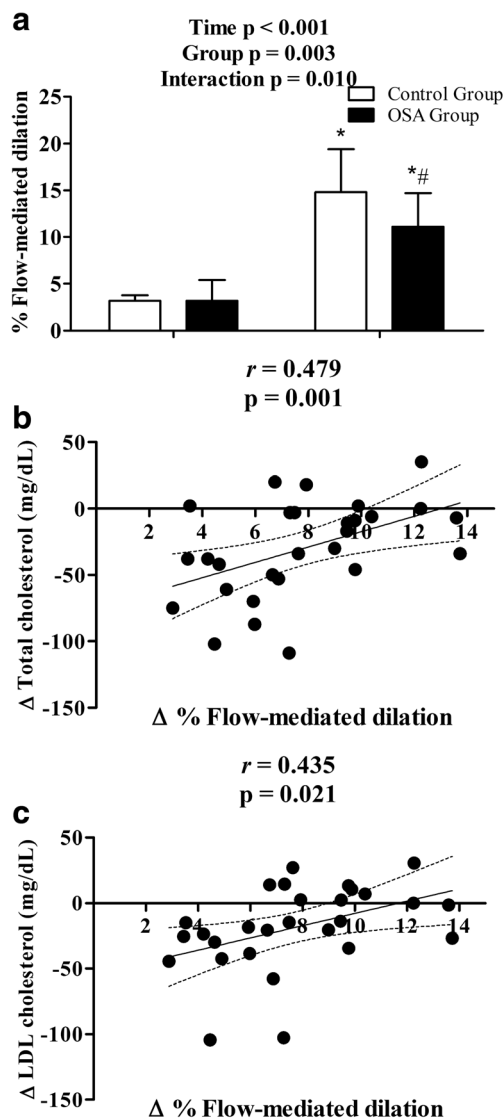 a
Time p < 0.001
Group p = 0.003
Interaction p = 0.010
Control Group
OSA Group
% Flow-mediated dilation
25
20
15
10
5
0
*
*#
b
r = 0.479
p = 0.001
Δ Total cholesterol (mg/dL)
50
0
-50
-100
-150
2 4 6 8 10 12 14
Δ % Flow-mediated dilation
c
r = 0.435
p = 0.021
Δ LDL cholesterol (mg/dL)
50
0
-50
-100
-150
2 4 6 8 10 12 14
Δ % Flow-mediated dilation